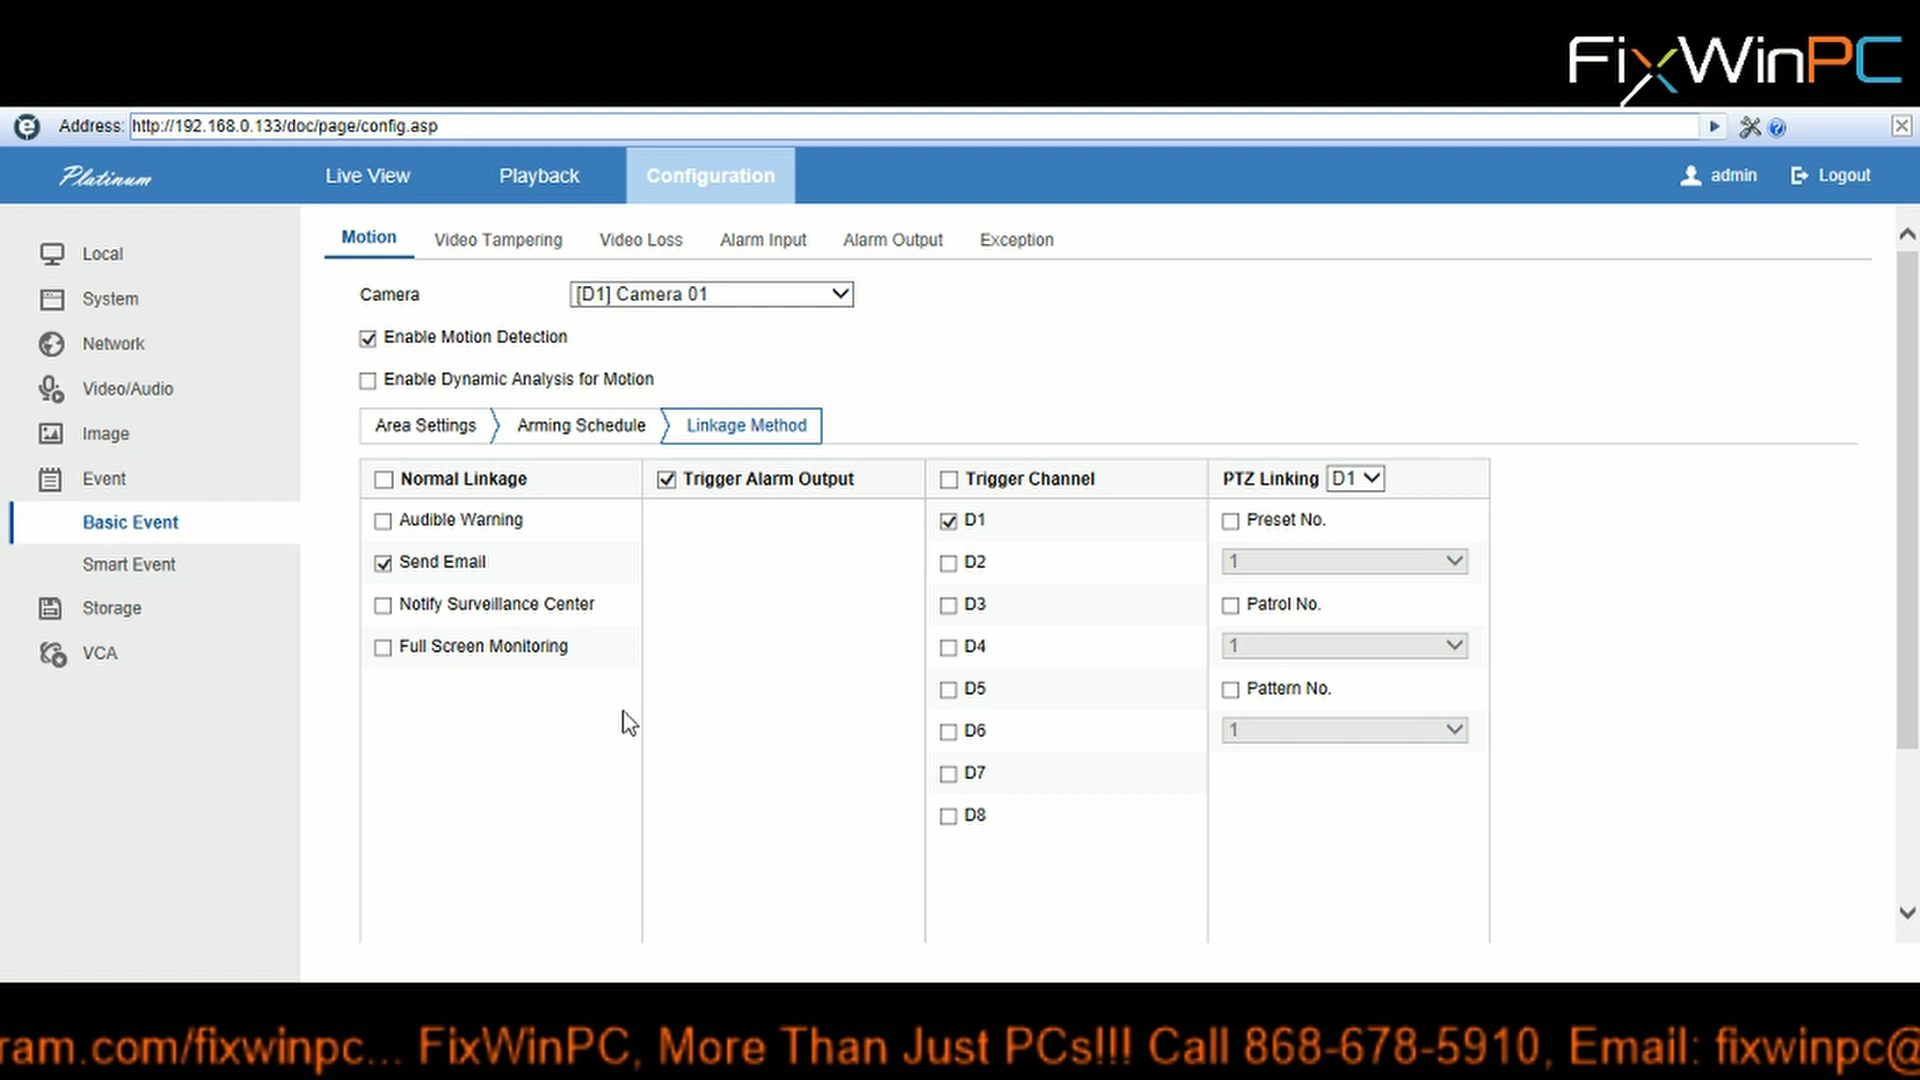 FixWinPC
Address: http://192.168.0.133/doc/page/config.asp
Platinum
Live View
Playback
Configuration
admin
Logout
Local
System
Network
Video/Audio
Image
Event
Basic Event
Smart Event
Storage
VCA
Motion
Video Tampering
Video Loss
Alarm Input
Alarm Output
Exception
Camera
[D1] Camera 01
Enable Motion Detection
Enable Dynamic Analysis for Motion
Area Settings
Arming Schedule
Linkage Method
Normal Linkage
Audible Warning
Send Email
Notify Surveillance Center
Full Screen Monitoring
Trigger Alarm Output
Trigger Channel
D1
D2
D3
D4
D5
D6
D7
D8
PTZ Linking D1
Preset No.
1
Patrol No.
1
Pattern No.
1
ram.com/fixwinpc... FixWinPC, More Than Just PCs!!! Call 868-678-5910, Email: fixwinpc@